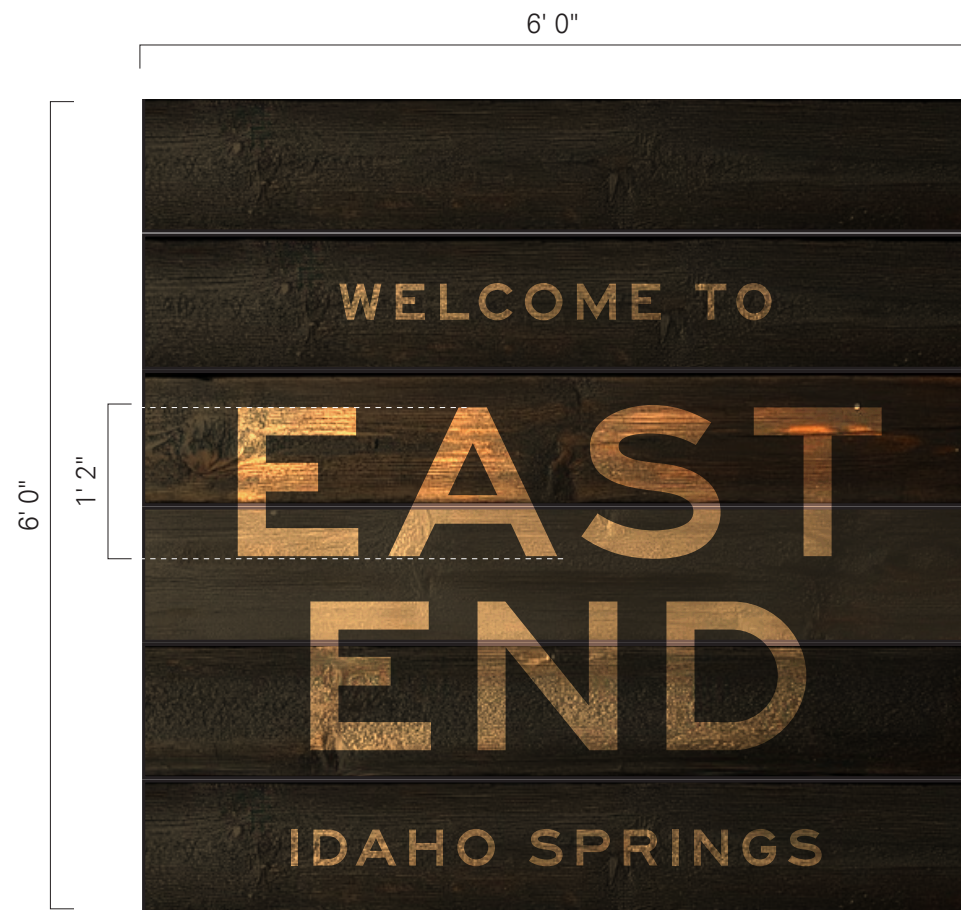 6' 0"
WELCOME TO
6' 0"
1' 2"
EAST
END
IDAHO SPRINGS